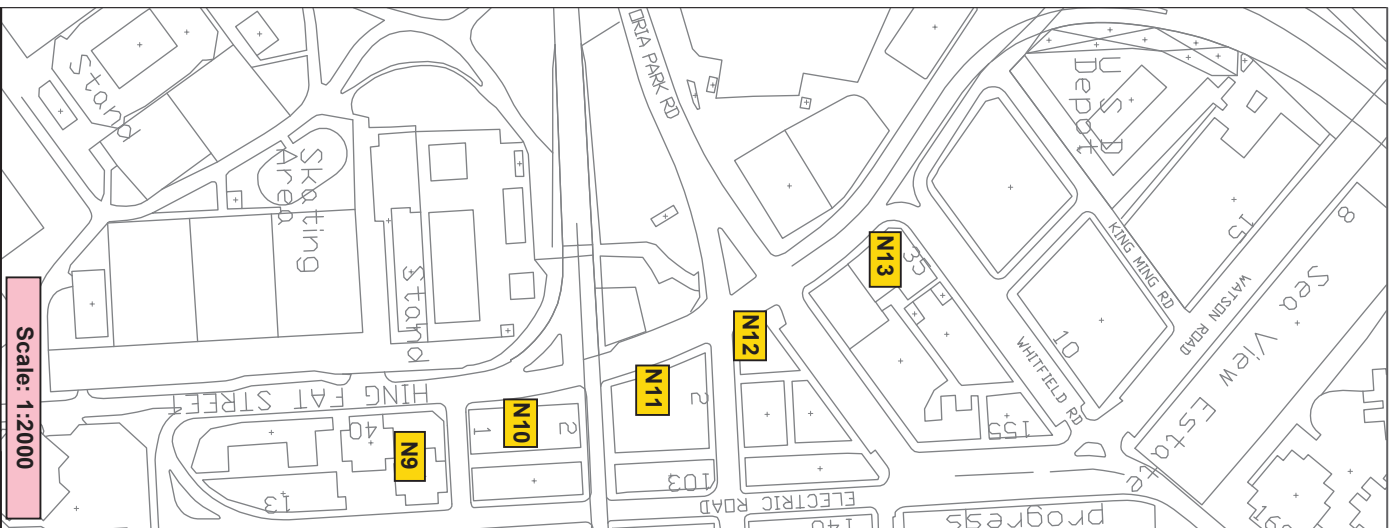 Stand
Skating
Area
Stand
HING FAT STREET
40
13
1
2
2
103
ELECTRIC ROAD
155
progress
RIA PARK RD
U S D
Depot
KING MING RD
WATSON ROAD
WHITFIELD RD
15
8
10
35
Sea View Estate
N9
N10
N11
N12
N13
Scale: 1:2000